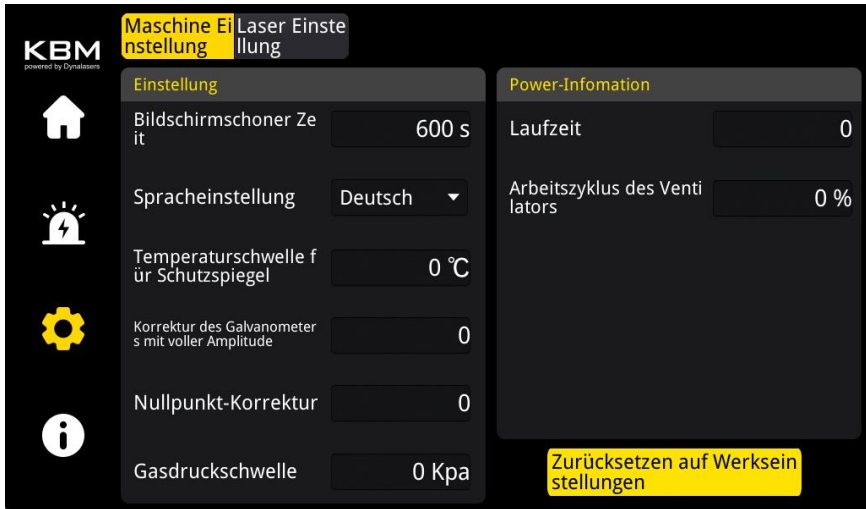 KBM
powered by Dynalasers
Maschine Ei
nstellung
Laser Einste
llung
Einstellung
Bildschirmschoner Ze
it
600 s
Spracheinstellung
Deutsch
Temperaturschwelle f
ür Schutzspiegel
0 ℃
Korrektur des Galvanometer
s mit voller Amplitude
0
Nullpunkt-Korrektur
0
Gasdruckschwelle
0 Kpa
Power-Infomation
Laufzeit
0
Arbeitszyklus des Venti
lators
0 %
Zurücksetzen auf Werksein
stellungen